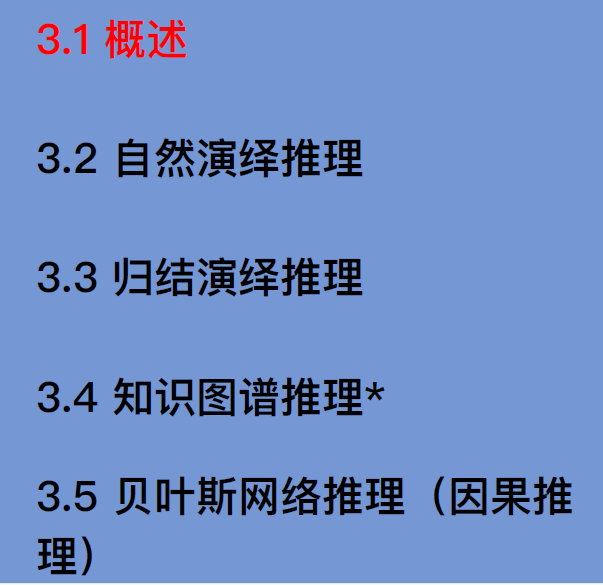 3.1 概述
3.2 自然演绎推理
3.3 归结演绎推理
3.4 知识图谱推理*
3.5 贝叶斯网络推理（因果推
理）